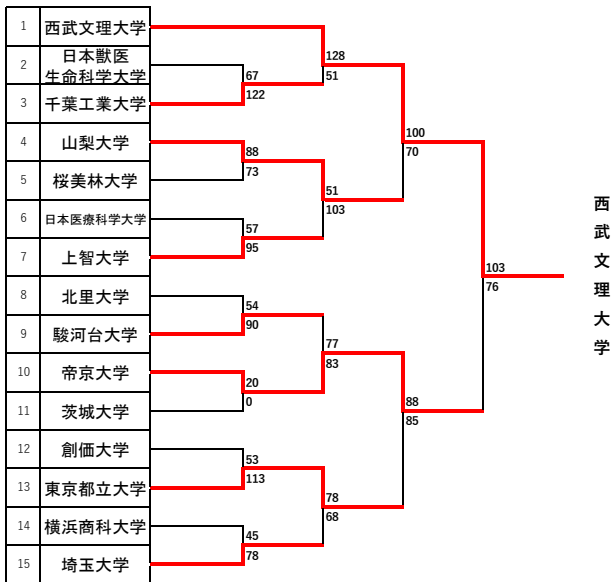 1 西武文理大学
2 日本獣医
生命科学大学
3 千葉工業大学
4 山梨大学
5 桜美林大学
6 日本医療科学大学
7 上智大学
8 北里大学
9 駿河台大学
10 帝京大学
11 茨城大学
12 創価大学
13 東京都立大学
14 横浜商科大学
15 埼玉大学
67
122
88
73
57
95
54
90
20
0
53
113
45
78
128
51
51
103
77
83
78
68
100
70
88
85
103
76
西武文理大学